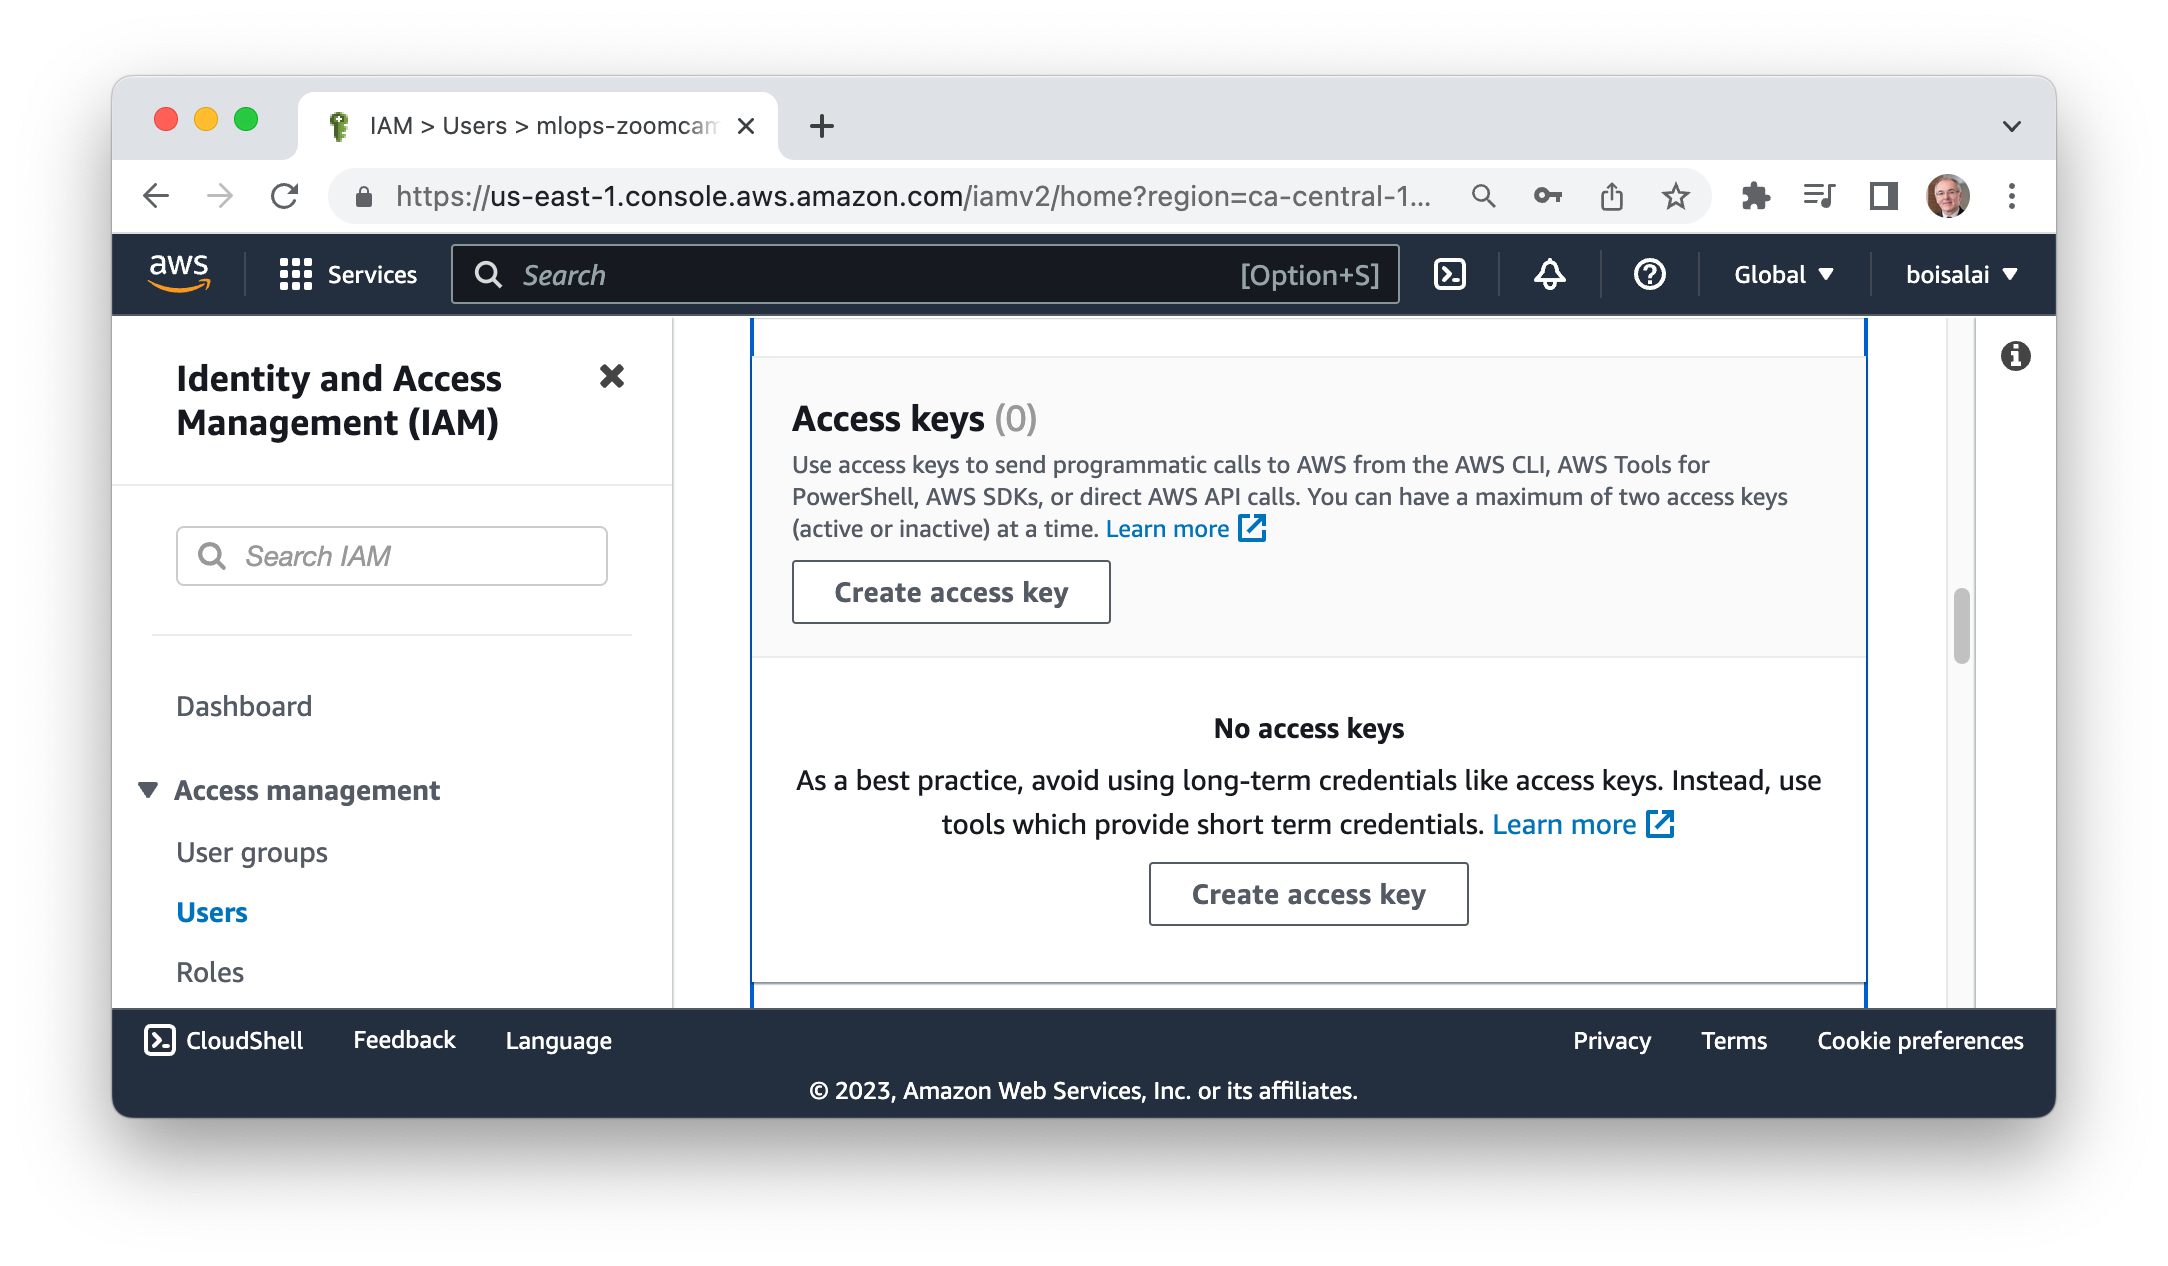 IAM > Users > mlops-zoomcam
https://us-east-1.console.aws.amazon.com/iamv2/home?region=ca-central-1...
aws
Services
Search
[Option+S]
Global
boisalai
Identity and Access
Management (IAM)
Search IAM
Dashboard
Access management
User groups
Users
Roles
Access keys (0)
Use access keys to send programmatic calls to AWS from the AWS CLI, AWS Tools for
PowerShell, AWS SDKs, or direct AWS API calls. You can have a maximum of two access keys
(active or inactive) at a time. Learn more
Create access key
No access keys
As a best practice, avoid using long-term credentials like access keys. Instead, use
tools which provide short term credentials. Learn more
Create access key
CloudShell
Feedback
Language
Privacy
Terms
Cookie preferences
© 2023, Amazon Web Services, Inc. or its affiliates.